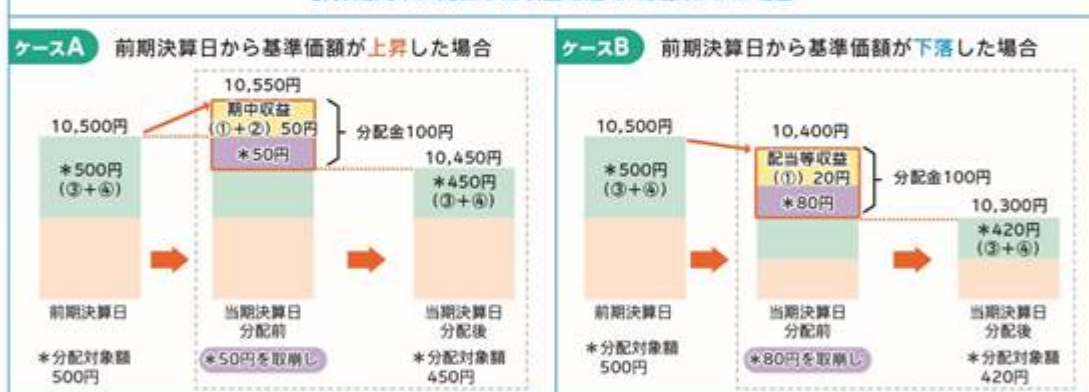 ケースA 前期決算日から基準価額が上昇した場合
10,550円
10,500円
期中収益
(①+②) 50円
分配金100円
*50円
10,450円
*500円
(③+④)
*450円
(③+④)
前期決算日
当期決算日
分配前
当期決算日
分配後
*分配対象額
500円
*50円を取崩し
*分配対象額
450円
ケースB 前期決算日から基準価額が下落した場合
10,500円
10,400円
配当等収益
(①) 20円
分配金100円
*80円
10,300円
*500円
(③+④)
*420円
(③+④)
前期決算日
当期決算日
分配前
当期決算日
分配後
*分配対象額
500円
*80円を取崩し
*分配対象額
420円